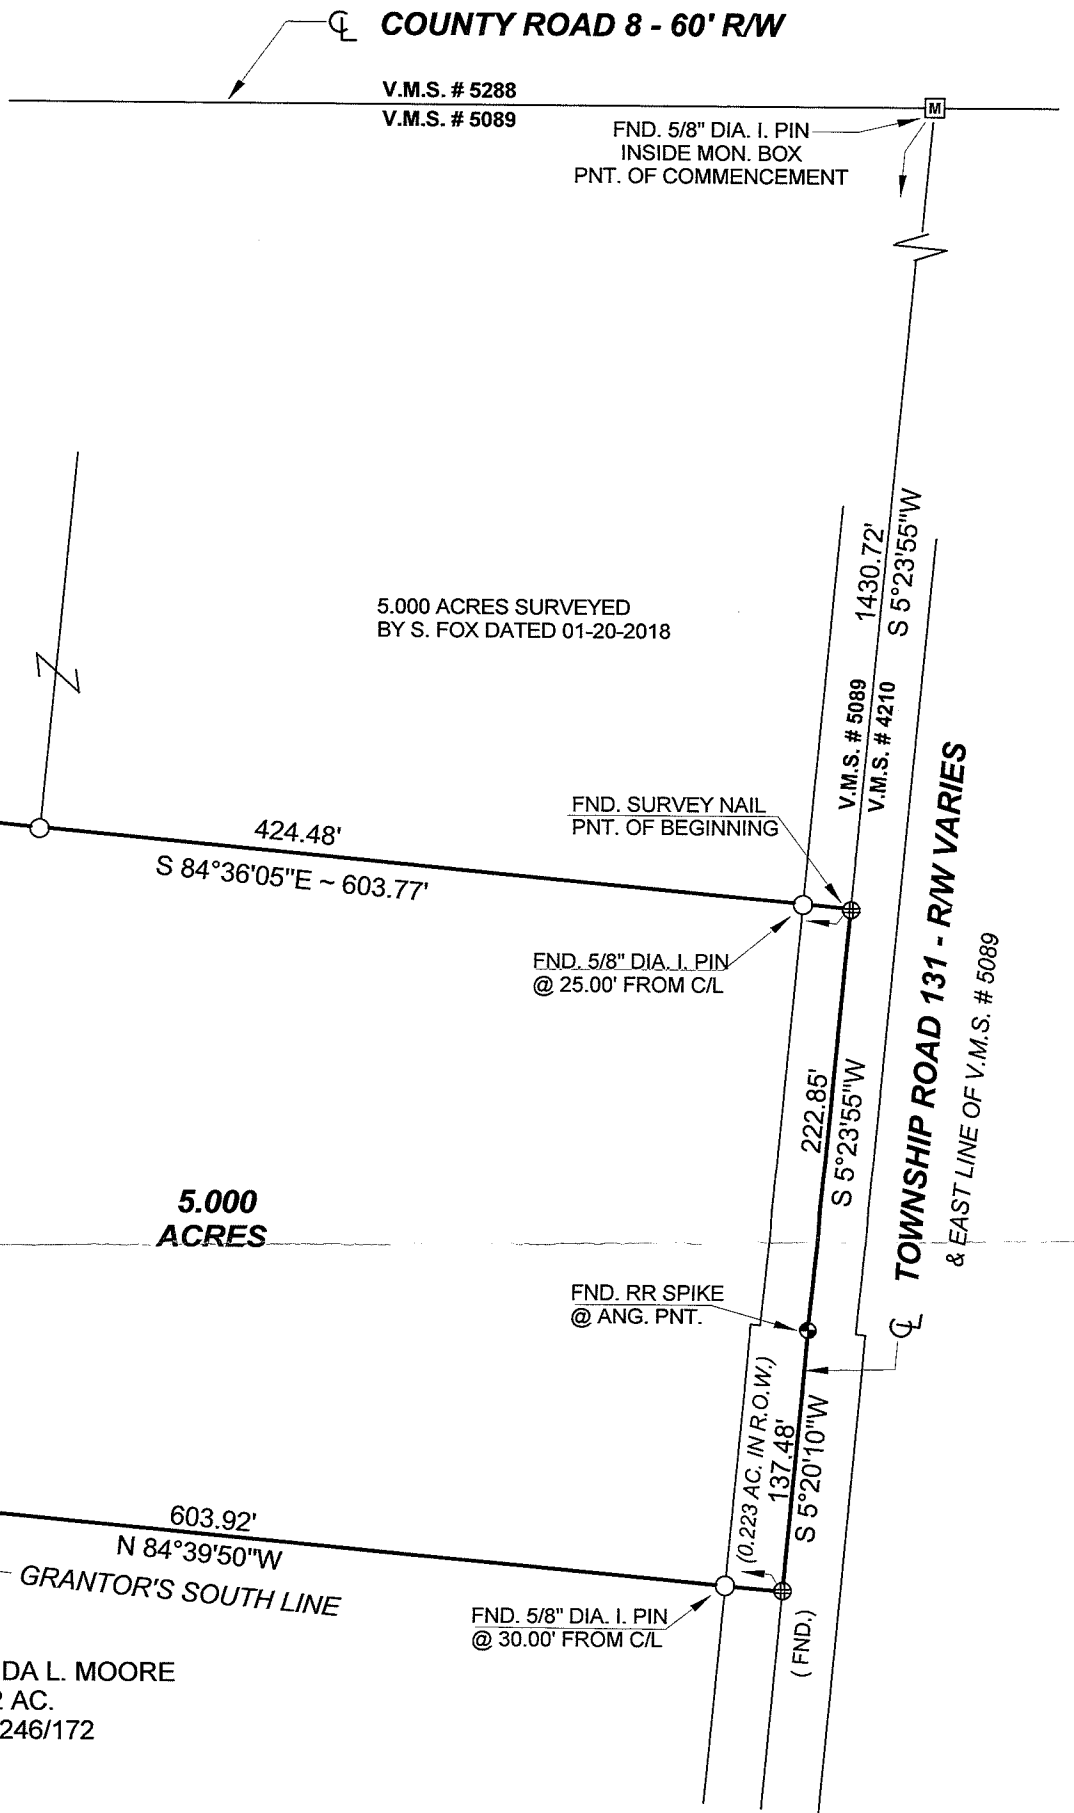 CL COUNTY ROAD 8 - 60' R/W
V.M.S. # 5288
V.M.S. # 5089
M
FND. 5/8" DIA. I. PIN
INSIDE MON. BOX
PNT. OF COMMENCEMENT
1430.72'
S 5°23'55"W
5.000 ACRES SURVEYED
BY S. FOX DATED 01-20-2018
V.M.S. # 5089
V.M.S. # 4210
FND. SURVEY NAIL
PNT. OF BEGINNING
424.48'
S 84°36'05"E ~ 603.77'
FND. 5/8" DIA. I. PIN
@ 25.00' FROM C/L
222.85'
S 5°23'55"W
CL TOWNSHIP ROAD 131 - R/W VARIES
& EAST LINE OF V.M.S. # 5089
5.000
ACRES
FND. RR SPIKE
@ ANG. PNT.
(0.223 AC. IN R.O.W.)
137.48'
S 5°20'10"W
603.92'
N 84°39'50"W
GRANTOR'S SOUTH LINE
FND. 5/8" DIA. I. PIN
@ 30.00' FROM C/L
( FND.)
DA L. MOORE
AC.
246/172